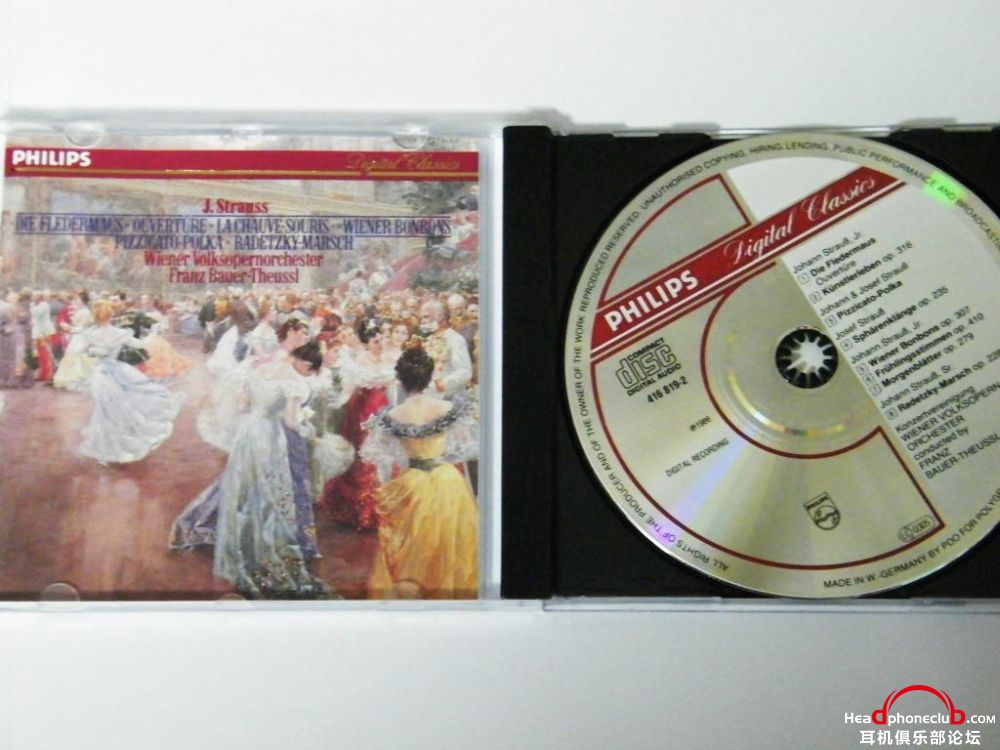 PHILIPS
Digital Classics
J. Strauss
DIE FLEDERMAUS · OUVERTÜRE · LA CHAUVE-SOURIS · WIENER BONBONS
PIZZICATO-POLKA · RADETZKY-MARSCH
Wiener Volksopernorchester
Franz Bauer-Theussl
ALL RIGHTS OF THE PRODUCER AND OF THE OWNER OF THE WORK REPRODUCED RESERVED. UNAUTHORISED COPYING, HIRING, LENDING, PUBLIC PERFORMANCE AND BROADCASTING
MADE IN W.-GERMANY BY PDO FOR
PHILIPS
Digital Classics
COMPACT
disc
DIGITAL AUDIO
416 819-2
℗ 1986
DIGITAL RECORDING
Johann Strauß, Jr.
1 Die Fledermaus
Ouvertüre
2 Künstlerleben op. 316
Johann & Josef Strauß
3 Pizzicato-Polka
Josef Strauß
4 Sphärenklänge op. 235
Johann Strauß, Jr.
5 Wiener Bonbons op. 307
6 Frühlingsstimmen op. 410
7 Morgenblätter op. 279
Johann Strauß, Sr.
8 Radetzky-Marsch op.
Konzertvereinigung
WIENER VOLKSOPERN-
ORCHESTER
conducted by
FRANZ
BAUER-THEUSSL
PHILIPS
Headphoneclub.com
耳机俱乐部论坛